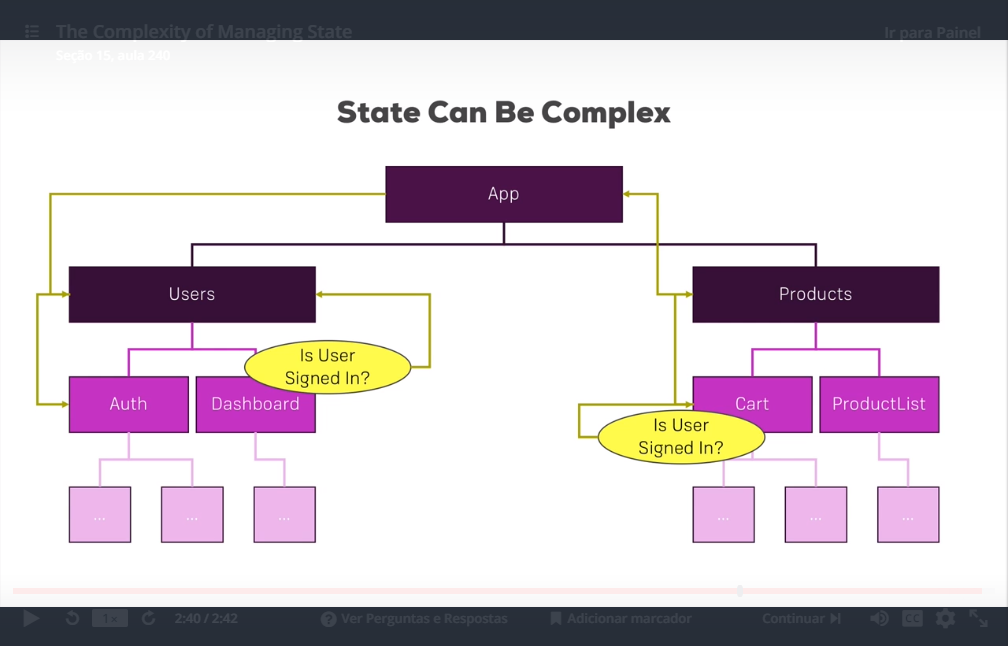 The Complexity of Managing State
Ir para Painel
Seção 15, aula 240
State Can Be Complex
App
Users
Products
Is User
Signed In?
Auth
Dashboard
Cart
ProductList
Is User
Signed In?
...
...
...
...
...
...
1x
2:40 / 2:42
Ver Perguntas e Respostas
Adicionar marcador
Continuar
CC